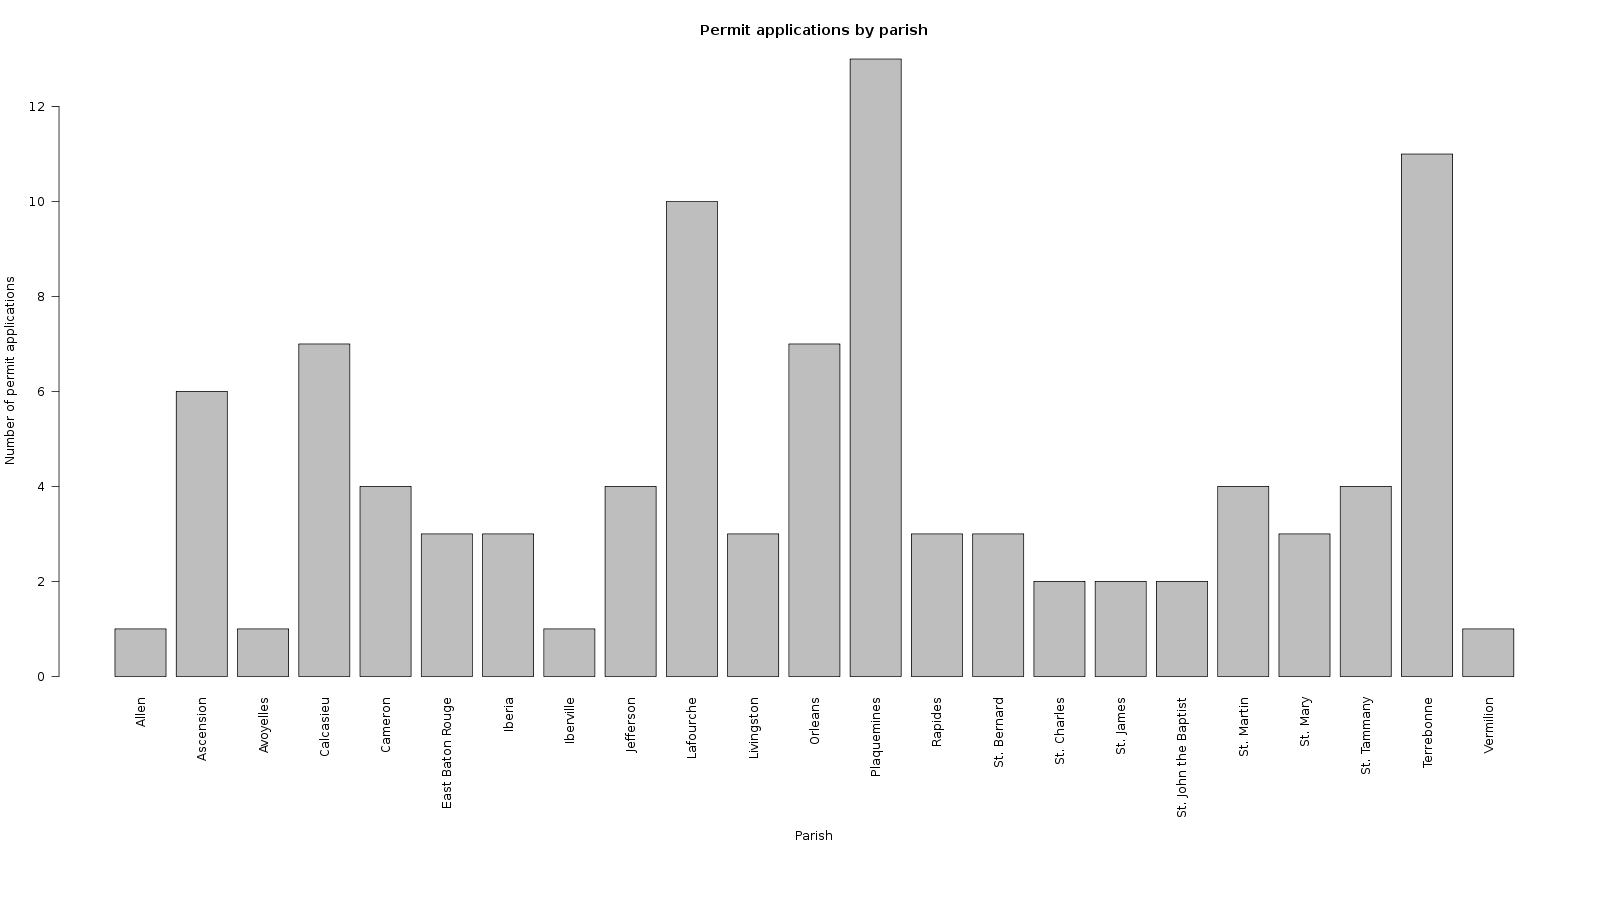 Permit applications by parish
Number of permit applications
12
10
8
6
4
2
0
Allen
Ascension
Avoyelles
Calcasieu
Cameron
East Baton Rouge
Iberia
Iberville
Jefferson
Lafourche
Livingston
Orleans
Plaquemines
Rapides
St. Bernard
St. Charles
St. James
St. John the Baptist
St. Martin
St. Mary
St. Tammany
Terrebonne
Vermilion
Parish